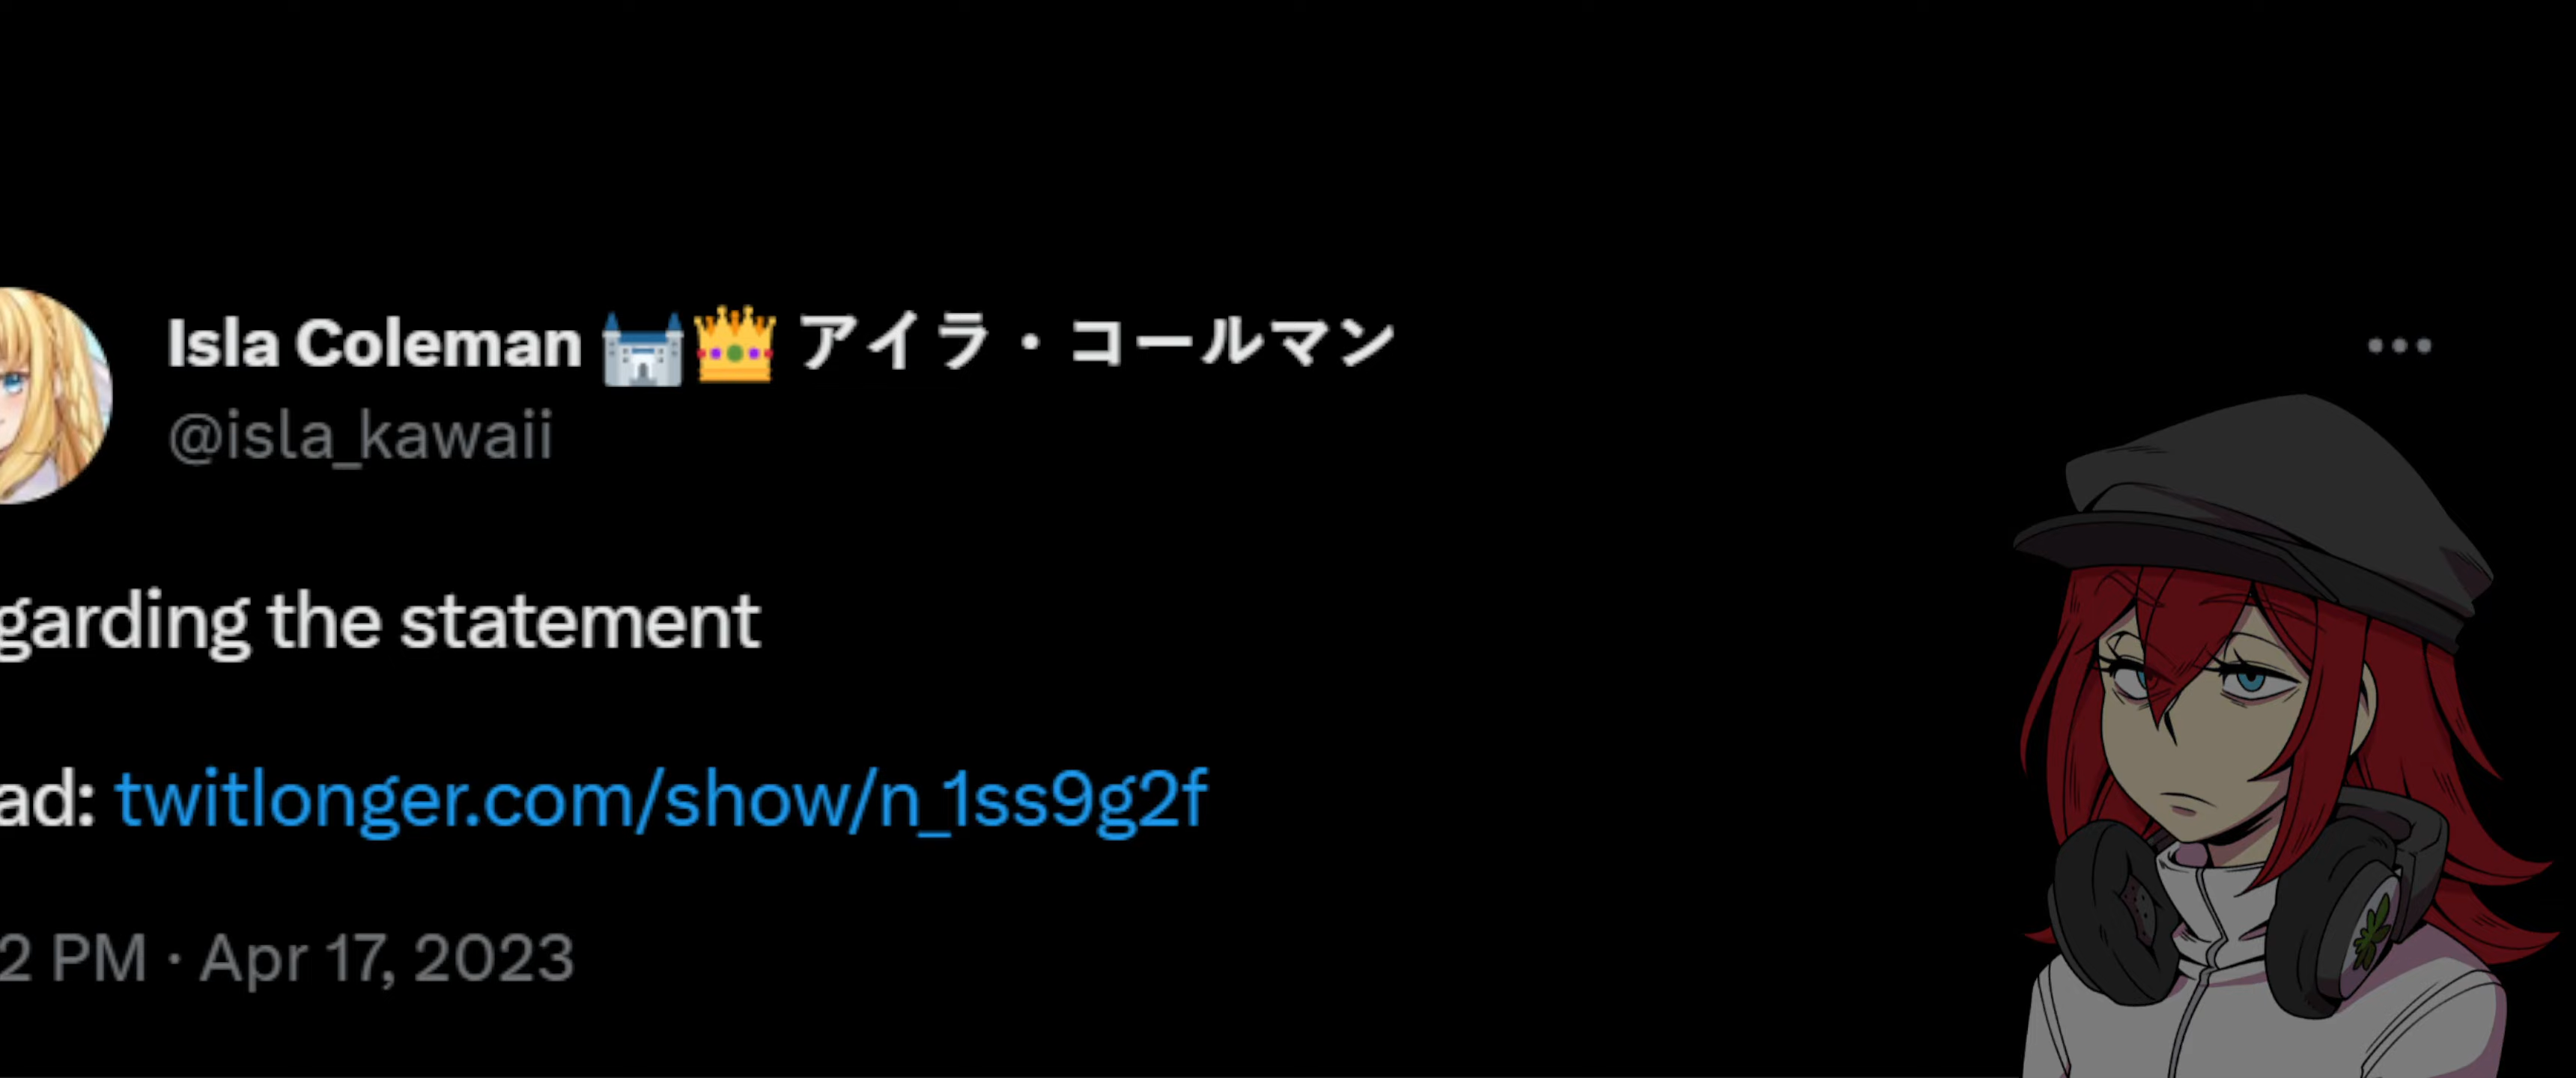 Isla Coleman 🏰👑 アイラ・コールマン
@isla_kawaii
garding the statement
ad: twitlonger.com/show/n_1ss9g2f
2 PM · Apr 17, 2023